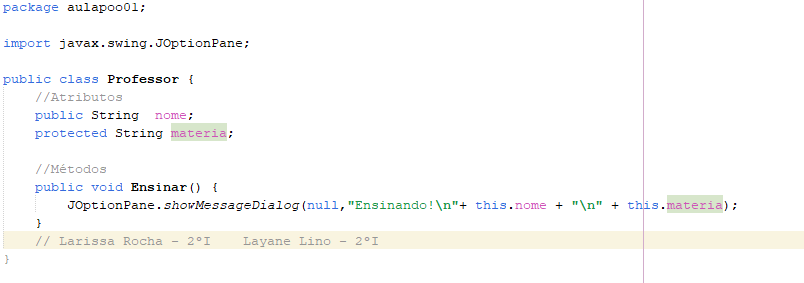 package aulapoo01;
import javax.swing.JOptionPane;
public class Professor {
//Atributos
public String  nome;
protected String materia;
//Métodos
public void Ensinar() {
JOptionPane.showMessageDialog(null,"Ensinando!\n"+ this.nome + "\n" + this.materia);
}
// Larissa Rocha - 2°I    Layane Lino - 2°I
}